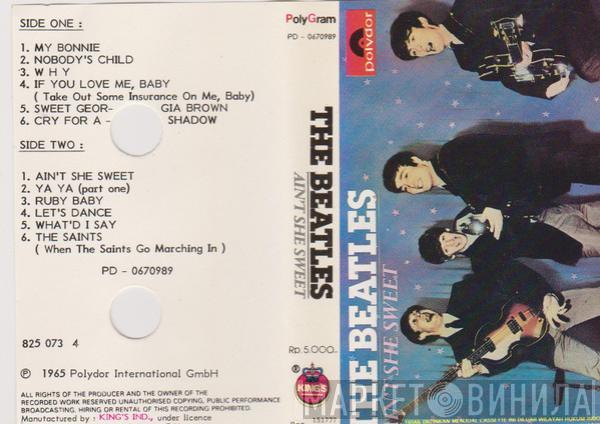 SIDE ONE :
1. MY BONNIE
2. NOBODY'S CHILD
3. W H Y
4. IF YOU LOVE ME, BABY
( Take Out Some Insurance On Me, Baby)
5. SWEET GEOR- GIA BROWN
6. CRY FOR A - SHADOW
SIDE TWO :
1. AIN'T SHE SWEET
2. YA YA (part one)
3. RUBY BABY
4. LET'S DANCE
5. WHAT'D I SAY
6. THE SAINTS
( When The Saints Go Marching In )
PD - 0670989
825 073 4
℗ 1965 Polydor International GmbH
ALL RIGHTS OF THE PRODUCER AND THE OWNER OF THE
RECORDED WORK RESERVED UNAUTHORISED COPYING, PUBLIC PERFORMANCE
BROADCASTING, HIRING OR RENTAL OF THIS RECORDING PROHIBITED.
Manufactured by : KING'S IND., under licence
PolyGram
PD - 0670989
THE BEATLES
AIN'T SHE SWEET
Rp 5.000,-
®
KING'S
151777
Polydor
THE BEATLES
AIN'T SHE SWEET
МАРКЕТ ВИНИЛА